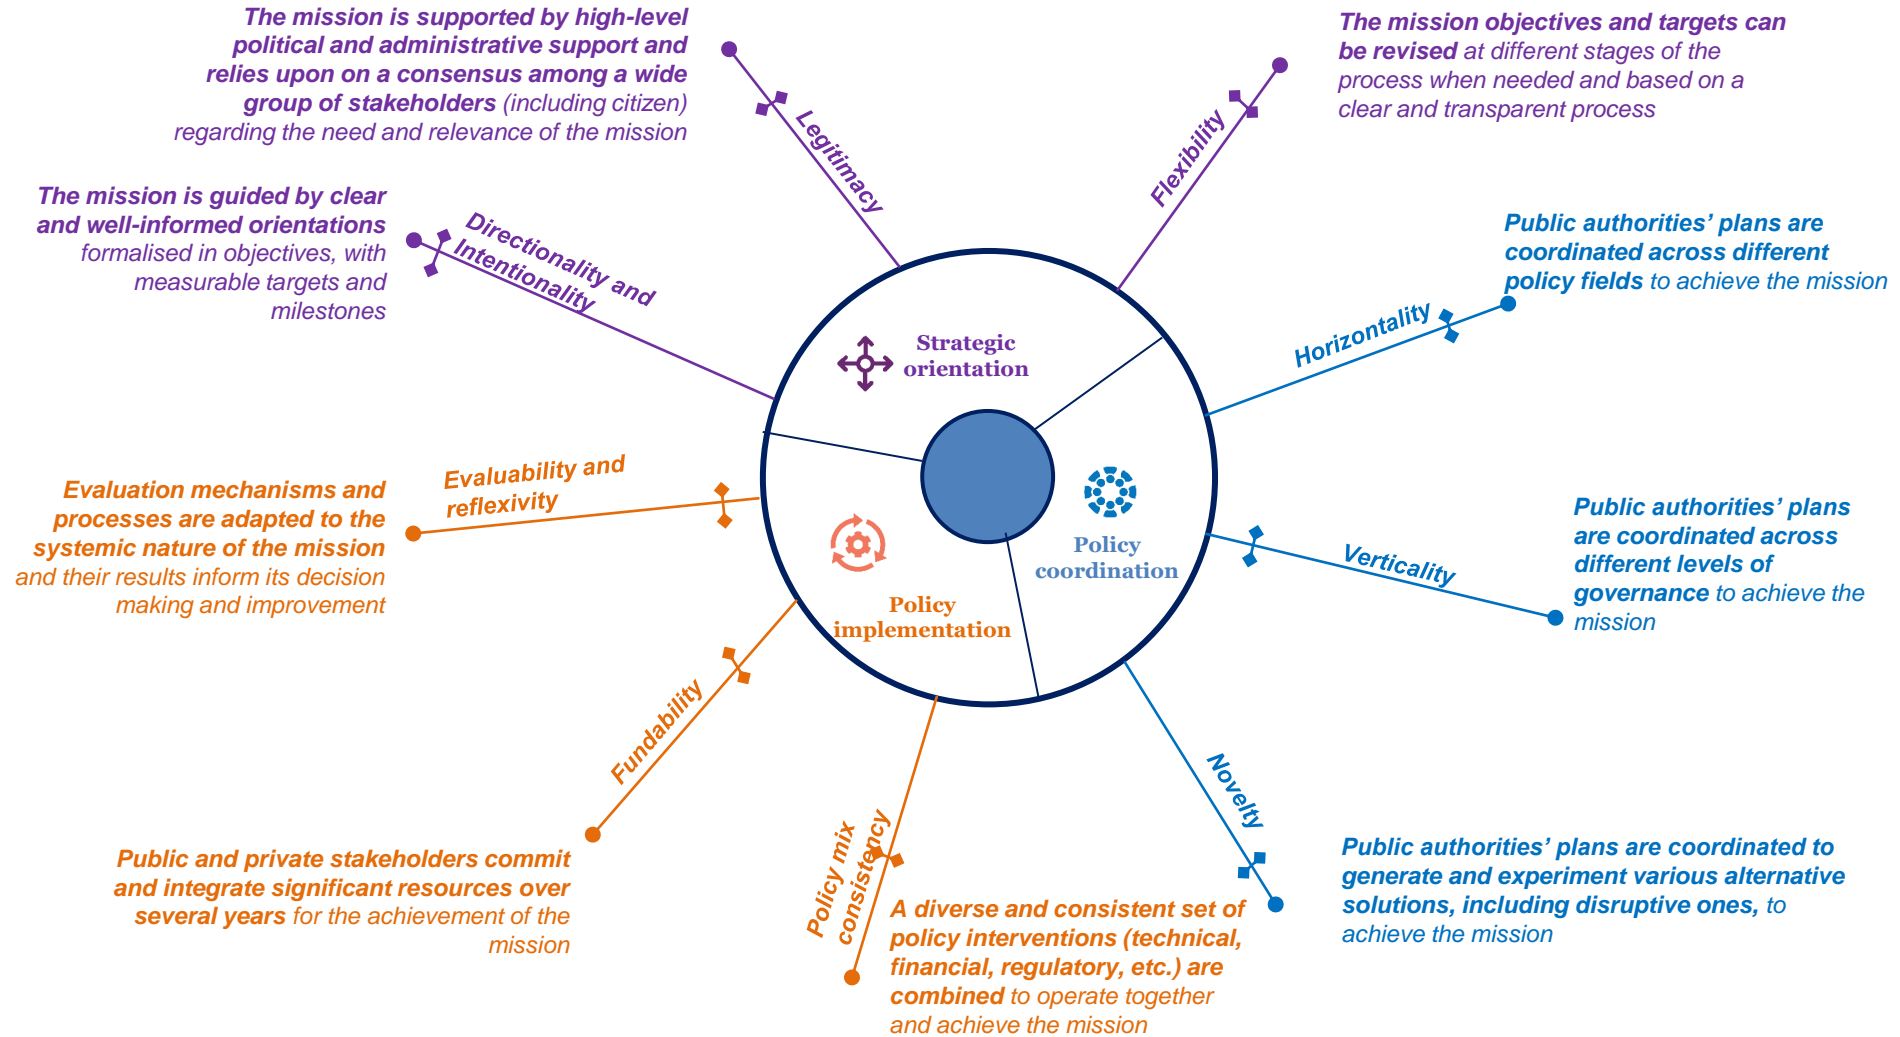 The mission is supported by high-level
political and administrative support and
relies upon on a consensus among a wide
group of stakeholders (including citizen)
regarding the need and relevance of the mission
Legitimacy
The mission objectives and targets can
be revised at different stages of the
process when needed and based on a
clear and transparent process
Flexibility
The mission is guided by clear
and well-informed orientations
formalised in objectives, with
measurable targets and
milestones
Directionality and
Intentionality
Public authorities’ plans are
coordinated across different
policy fields to achieve the mission
Horizontality
Strategic
orientation
Evaluation mechanisms and
processes are adapted to the
systemic nature of the mission
and their results inform its decision
making and improvement
Evaluability and
reflexivity
Policy
coordination
Policy
implementation
Public authorities’ plans
are coordinated across
different levels of
governance to achieve the
mission
Verticality
Fundability
Public and private stakeholders commit
and integrate significant resources over
several years for the achievement of the
mission
Policy mix
consistency
A diverse and consistent set of
policy interventions (technical,
financial, regulatory, etc.) are
combined to operate together
and achieve the mission
Novelty
Public authorities’ plans are coordinated to
generate and experiment various alternative
solutions, including disruptive ones, to
achieve the mission